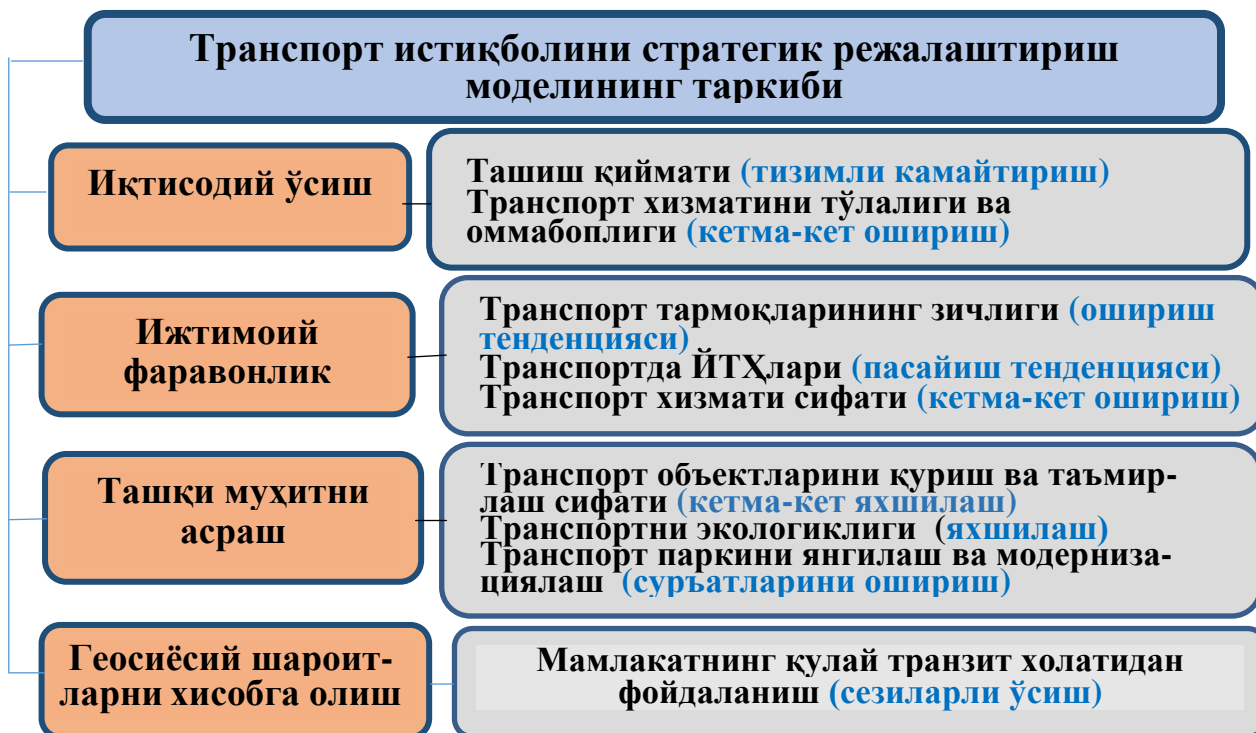 Транспорт истиқболини стратегик режалаштириш
моделининг таркиби
Иқтисодий ўсиш
Ташиш қиймати (тизимли камайтириш)
Транспорт хизматини тўлалиги ва
оммабоплиги (кетма-кет ошириш)
Ижтимоий
фаравонлик
Транспорт тармоқларининг зичлиги (ошириш
тенденцияси)
Транспортда ЙТҲлари (пасайиш тенденцияси)
Транспорт хизмати сифати (кетма-кет ошириш)
Ташқи муҳитни
асраш
Транспорт объектларини қуриш ва таъмир-
лаш сифати (кетма-кет яхшилаш)
Транспортни экологиклиги (яхшилаш)
Транспорт паркини янгилаш ва модерниза-
циялаш (суръатларини ошириш)
Геосиёсий шароит-
ларни хисобга олиш
Мамлакатнинг қулай транзит холатидан
фойдаланиш (сезиларли ўсиш)